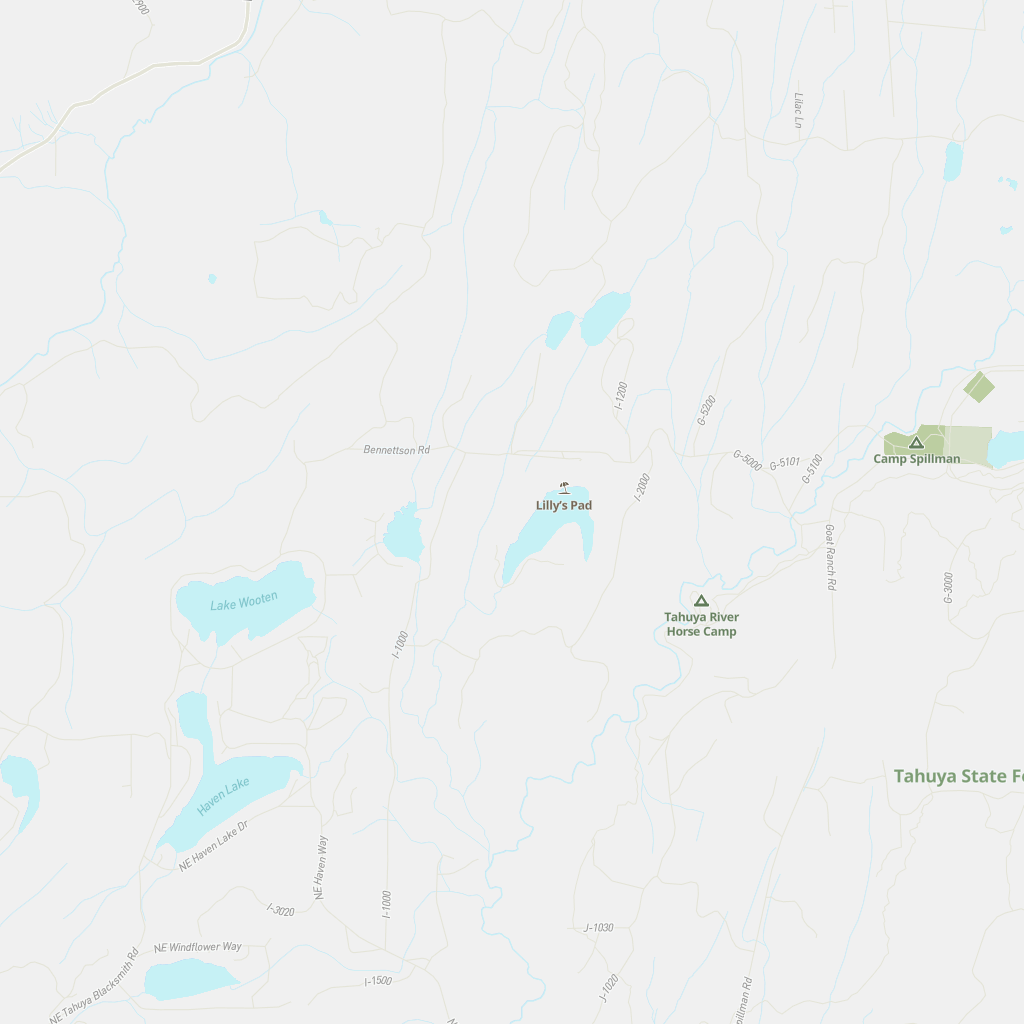 2900
Lilac Ln
I-1200
G-5200
Bennettson Rd
G-5000
G-5101
G-5100
Camp Spillman
I-2000
Lilly's Pad
Goat Ranch Rd
G-3000
Lake Wooten
Tahuya River
Horse Camp
I-1000
Tahuya State Fo
Haven Lake
NE Haven Lake Dr
NE Haven Way
I-1000
I-3020
J-1030
NE Windflower Way
NE Tahuya Blacksmith Rd
I-1500
J-1020
pillman Rd